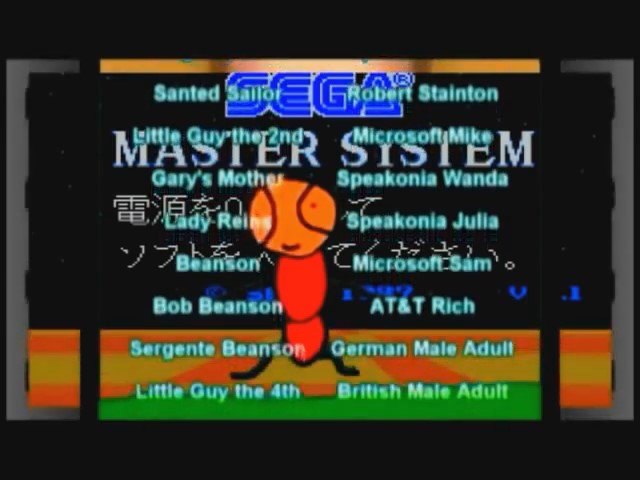 SEGA®
Santed Sailor Robert Stainton
Little Guy the 2nd Microsoft Mike
MASTER SYSTEM
Gary's Mother Speakonia Wanda
電源を て
Lady Reins Speakonia Julia
ソフトを てください。
Beanson Microsoft Sam
Bob Beanson AT&T Rich
Sergente Beanson German Male Adult
Little Guy the 4th British Male Adult